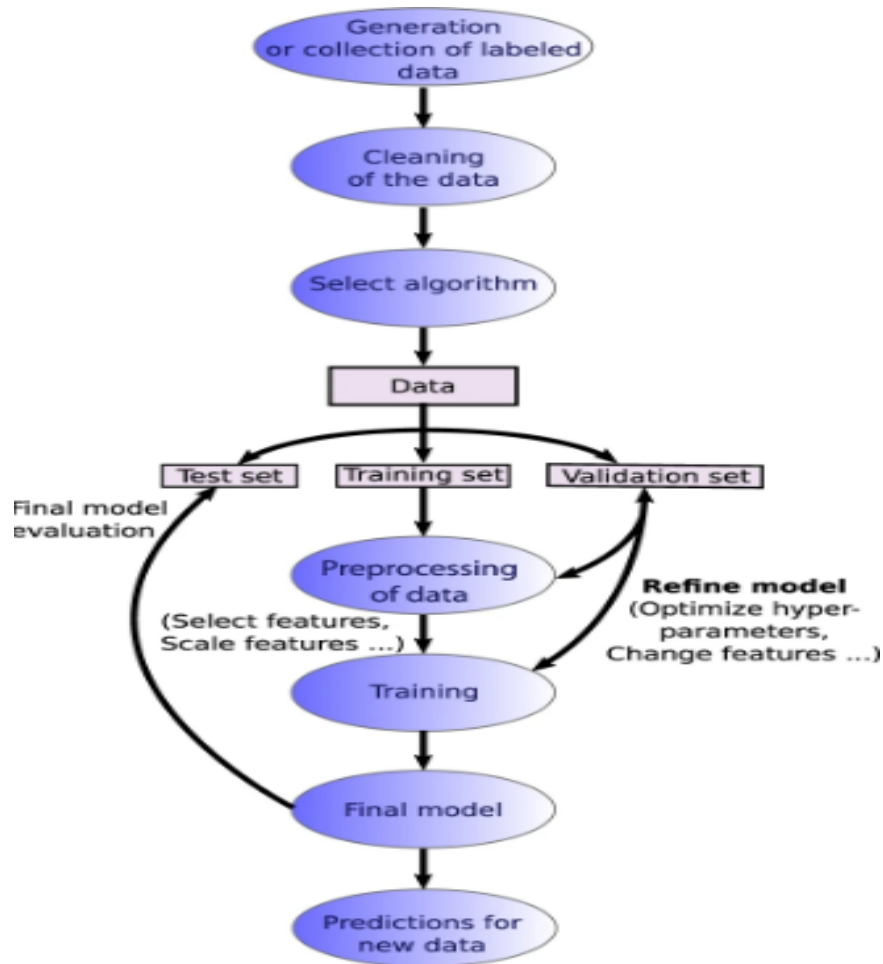 Generation
or collection of labeled
data
Cleaning
of the data
Select algorithm
Data
Test set
Training set
Validation set
Final model
evaluation
Preprocessing
of data
Refine model
(Optimize hyper-
parameters,
Change features ...)
(Select features,
Scale features ...)
Training
Final model
Predictions for
new data